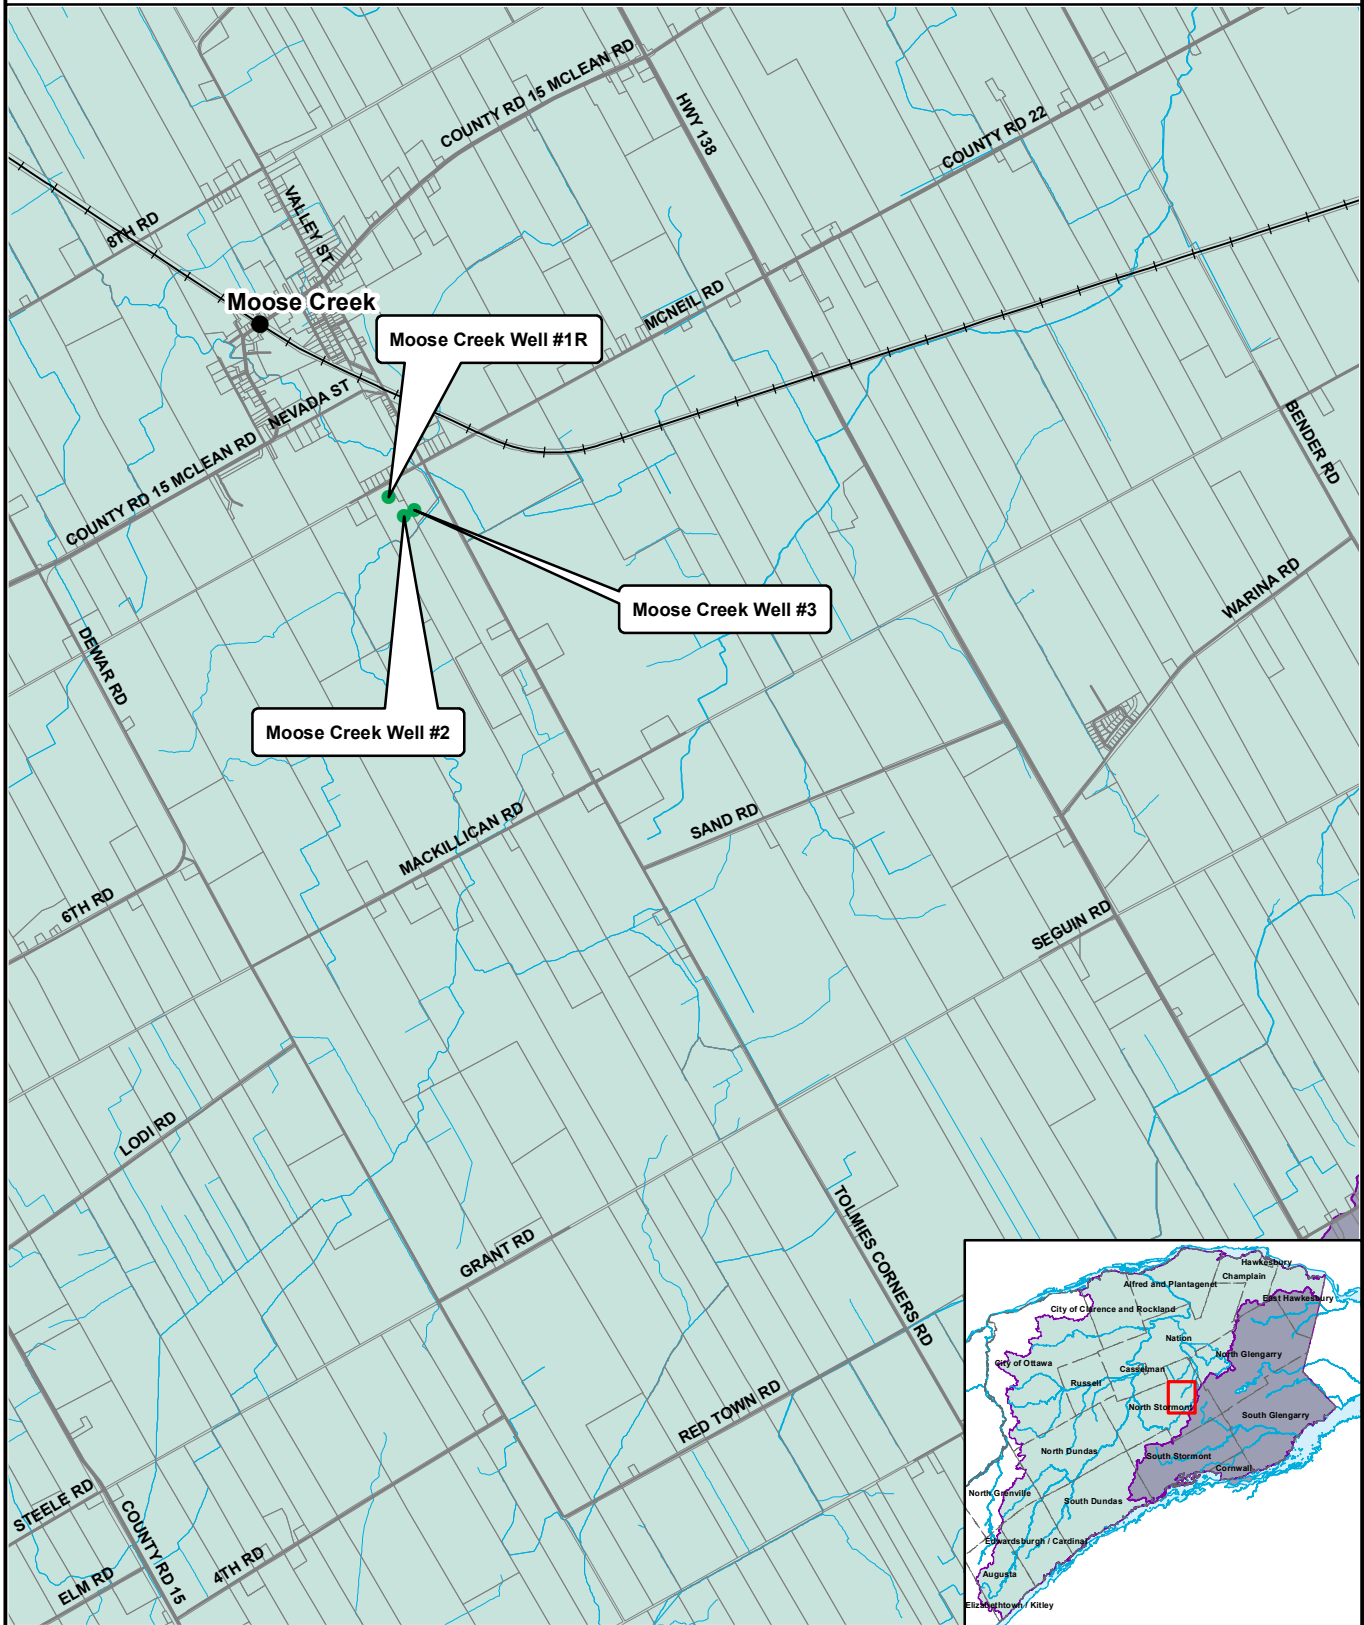 COUNTY RD 15 MCLEAN RD
HWY 138
COUNTY RD 22
VALLEY ST
8TH RD
Moose Creek
MCNEIL RD
Moose Creek Well #1R
NEVADA ST
COUNTY RD 15 MCLEAN RD
BENDER RD
WARINA RD
Moose Creek Well #3
DEWAR RD
Moose Creek Well #2
SAND RD
MACKILLICAN RD
6TH RD
SEGUIN RD
LODI RD
TOLMIES CORNERS RD
GRANT RD
RED TOWN RD
STEELE RD
COUNTY RD 15
4TH RD
ELM RD
Hawkesbury
Champlain
Alfred and Plantagenet
East Hawkesbury
City of Clarence and Rockland
Nation
North Glengarry
City of Ottawa
Casselman
Russell
North Stormont
South Glengarry
North Dundas
South Stormont
Cornwall
North Grenville
South Dundas
Edwardsburgh / Cardinal
Augusta
Elizabethtown / Kitley